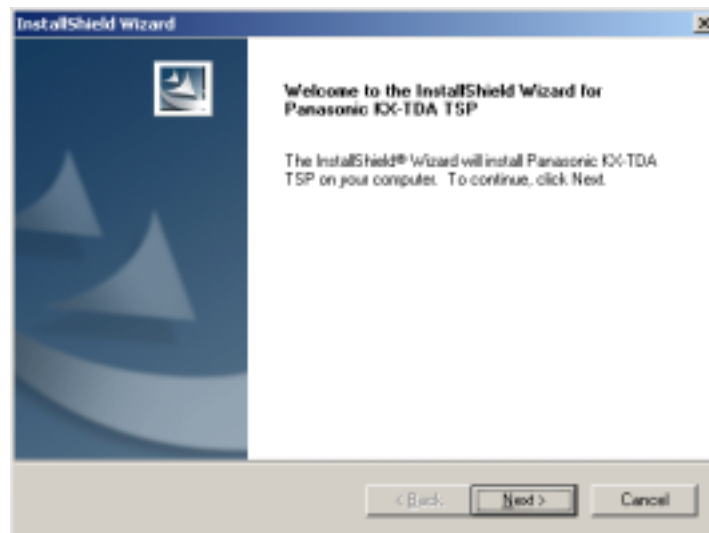 InstallShield Wizard
Welcome to the InstallShield Wizard for
Panasonic KX-TDA TSP
The InstallShield® Wizard will install Panasonic KX-TDA
TSP on your computer. To continue, click Next.
< Back
Next >
Cancel